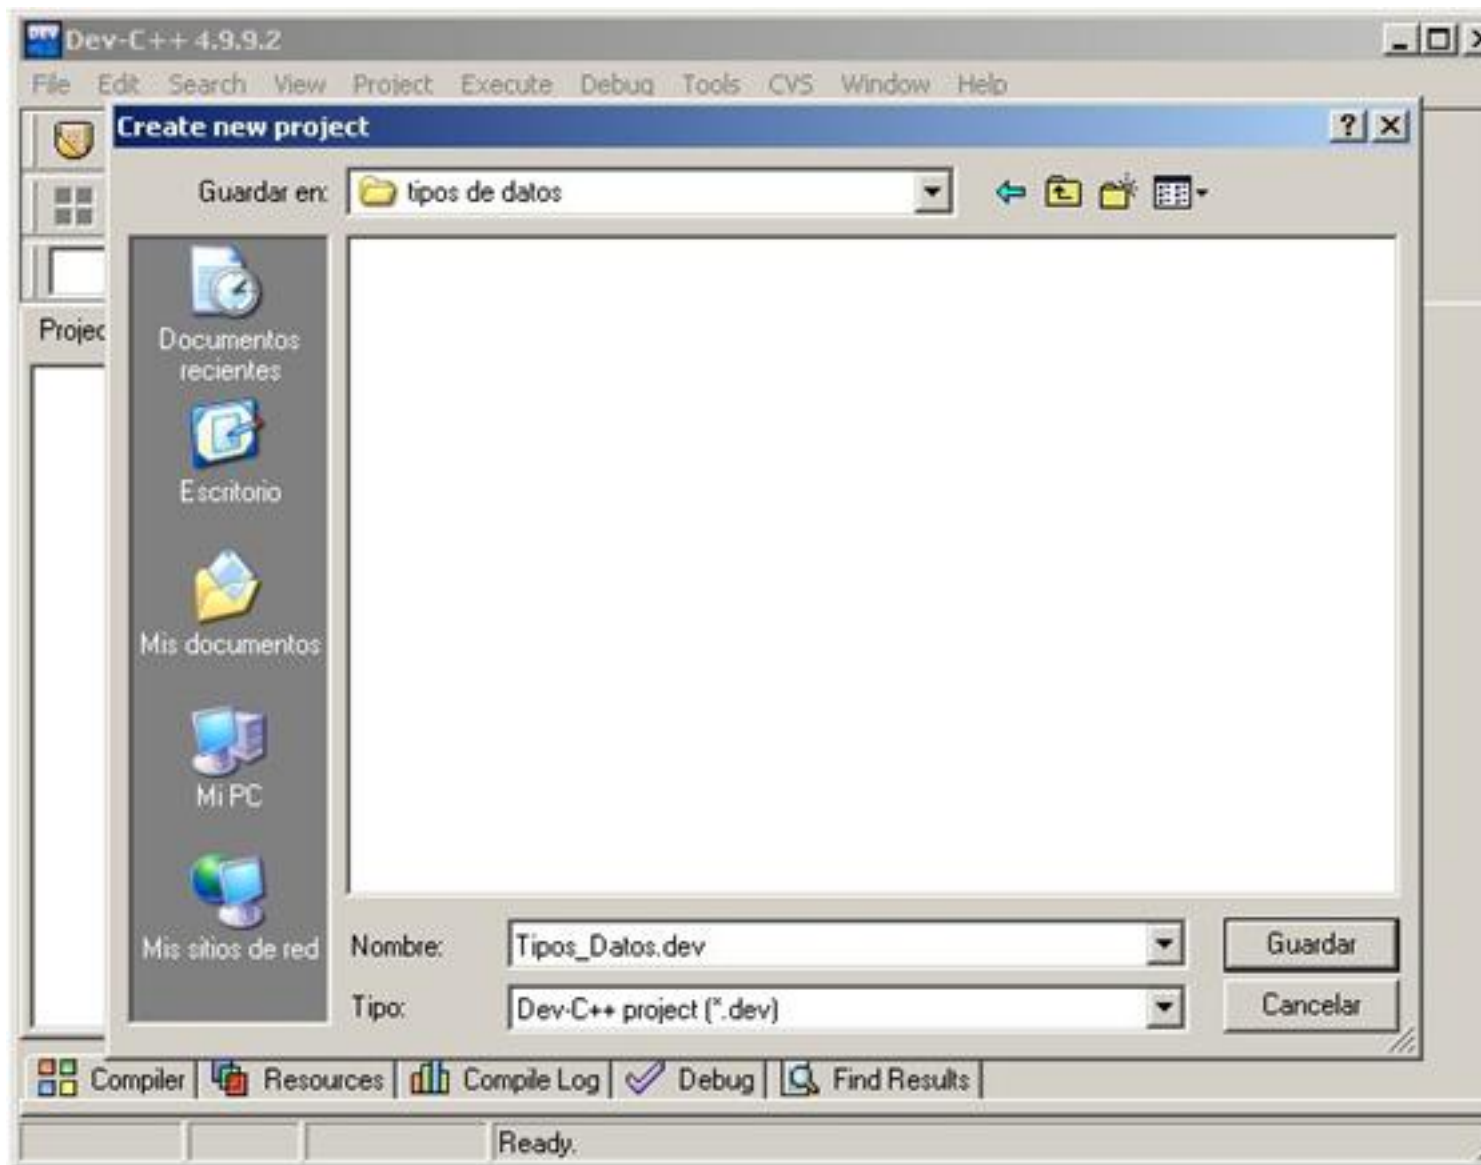 DEV Dev-C++ 4.9.9.2
File Edit Search View Project Execute Debug Tools CVS Window Help
Create new project
Guardar en: tipos de datos
Projec
Documentos
recientes
Escritorio
Mis documentos
Mi PC
Mis sitios de red
Nombre: Tipos_Datos.dev Guardar
Tipo: Dev-C++ project (*.dev) Cancelar
Compiler Resources Compile Log Debug Find Results
Ready.